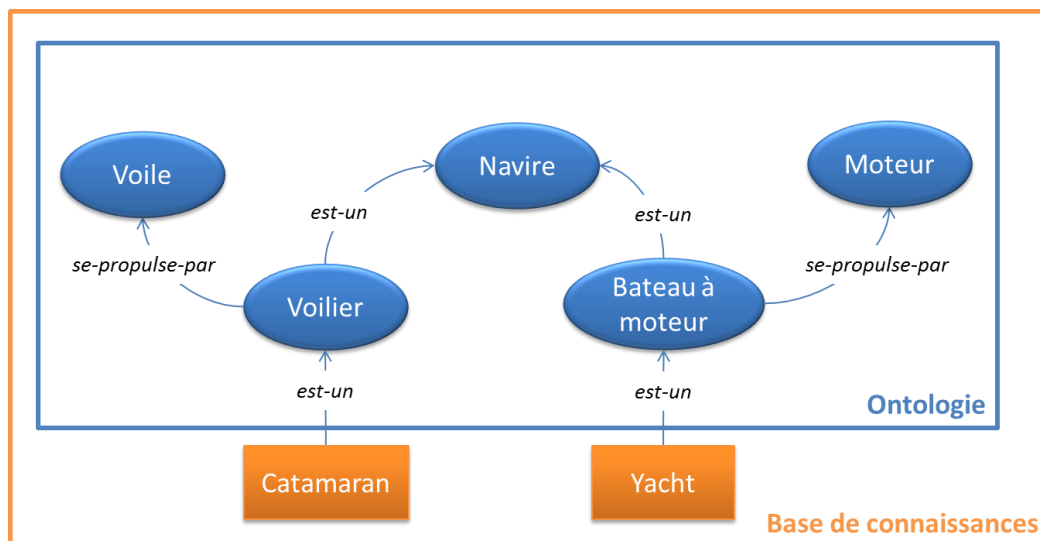 Voile
Navire
Moteur
est-un
est-un
se-propulse-par
se-propulse-par
Voilier
Bateau à
moteur
est-un
est-un
Ontologie
Catamaran
Yacht
Base de connaissances